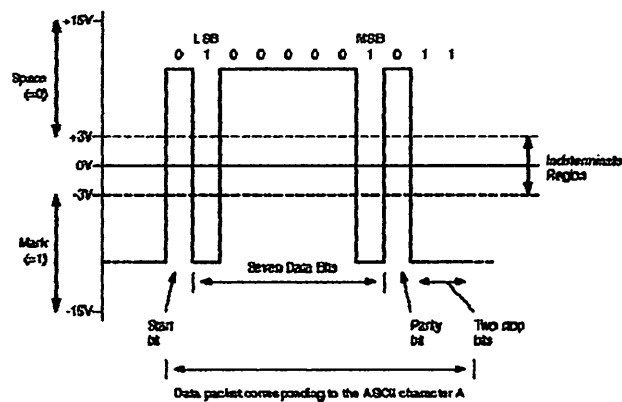 +15V
LSB MSB
0 1 0 0 0 0 0 1 0 1 1
Space
(=0)
+3V
0V
-3V
Indeterminate
Region
Mark
(=1)
Seven Data Bits
-15V
Start
bit
Parity
bit
Two stop
bits
Data packet corresponding to the ASCII character A